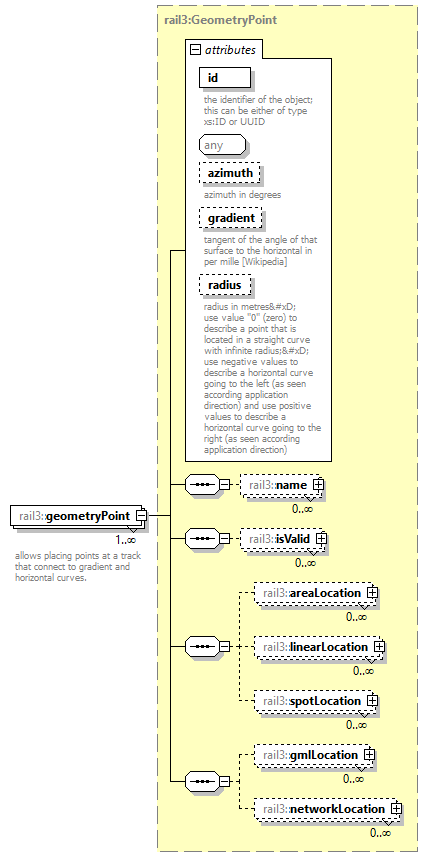 rail3:GeometryPoint
attributes
id
the identifier of the object;
this can be either of type
xs:ID or UUID
any
azimuth
azimuth in degrees
gradient
tangent of the angle of that
surface to the horizontal in
per mille [Wikipedia]
radius
radius in metres&#xD;
use value "0" (zero) to
describe a point that is
located in a straight curve
with infinite radius;&#xD;
use negative values to
describe a horizontal curve
going to the left (as seen
according application
direction) and use positive
values to describe a
horizontal curve going to the
right (as seen according
application direction)
rail3::name
0..∞
rail3::geometryPoint
1..∞
allows placing points at a track
that connect to gradient and
horizontal curves.
rail3::isValid
0..∞
rail3::areaLocation
0..∞
rail3::linearLocation
0..∞
rail3::spotLocation
0..∞
rail3::gmlLocation
0..∞
rail3::networkLocation
0..∞